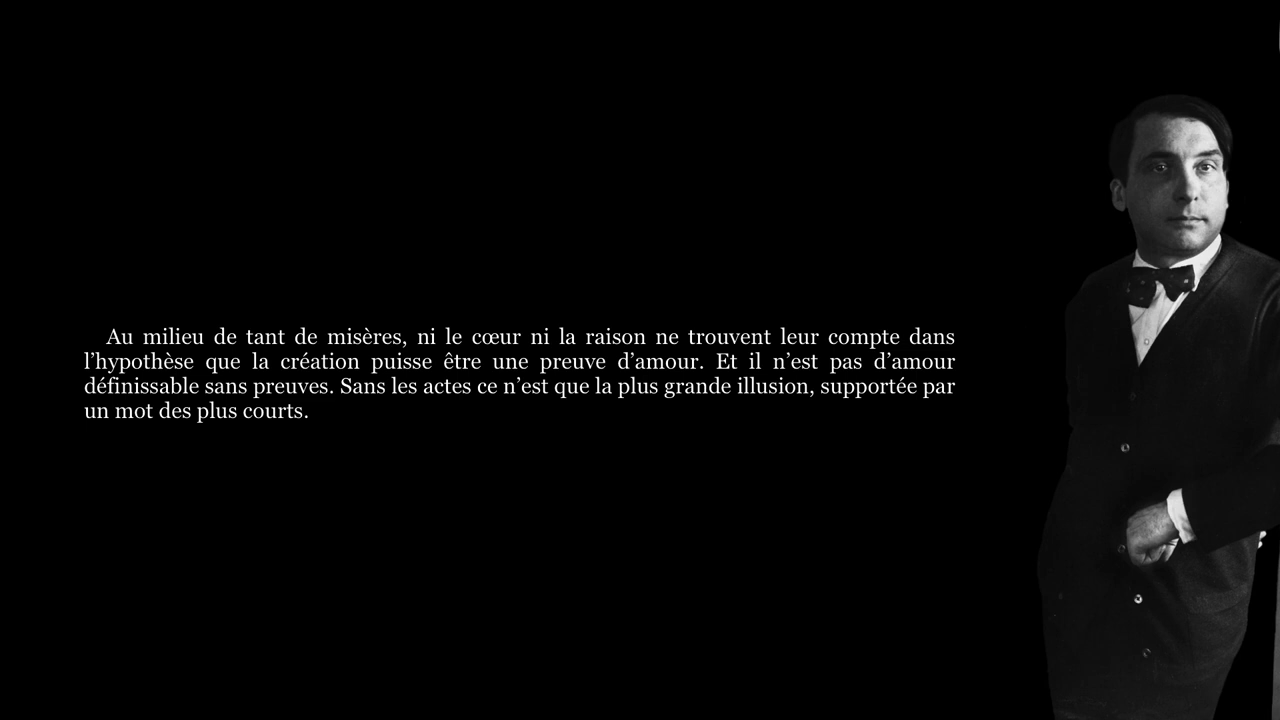 Au milieu de tant de misères, ni le cœur ni la raison ne trouvent leur compte dans
l’hypothèse que la création puisse être une preuve d’amour. Et il n’est pas d’amour
définissable sans preuves. Sans les actes ce n’est que la plus grande illusion, supportée par
un mot des plus courts.